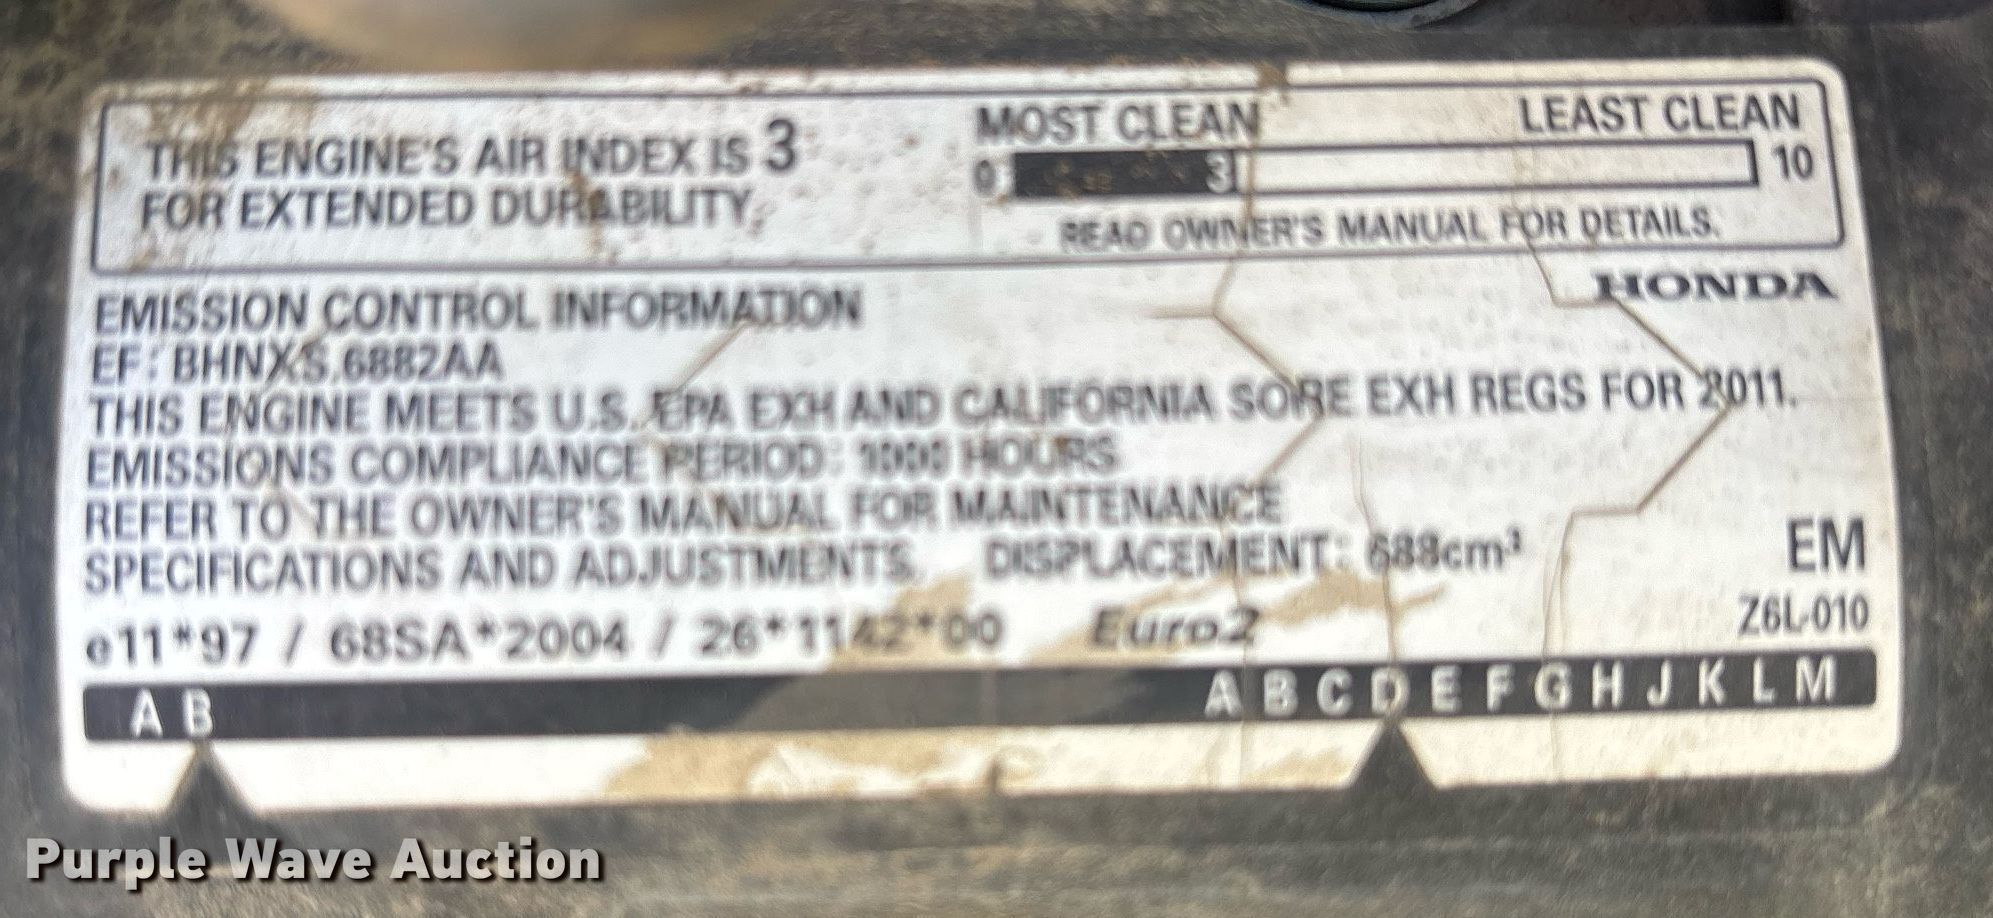 THIS ENGINE'S AIR INDEX IS 3
FOR EXTENDED DURABILITY.
MOST CLEAN LEAST CLEAN
0 3 10
READ OWNER'S MANUAL FOR DETAILS.
HONDA
EMISSION CONTROL INFORMATION
EF: BHNXS.6882AA
THIS ENGINE MEETS U.S. EPA EXH AND CALIFORNIA SORE EXH REGS FOR 2011.
EMISSIONS COMPLIANCE PERIOD: 1000 HOURS
REFER TO THE OWNER'S MANUAL FOR MAINTENANCE
SPECIFICATIONS AND ADJUSTMENTS. DISPLACEMENT: 688cm³
EM
e11*97 / 68SA*2004 / 26*1142*00 Euro2
Z6L-010
A B A B C D E F G H J K L M
Purple Wave Auction